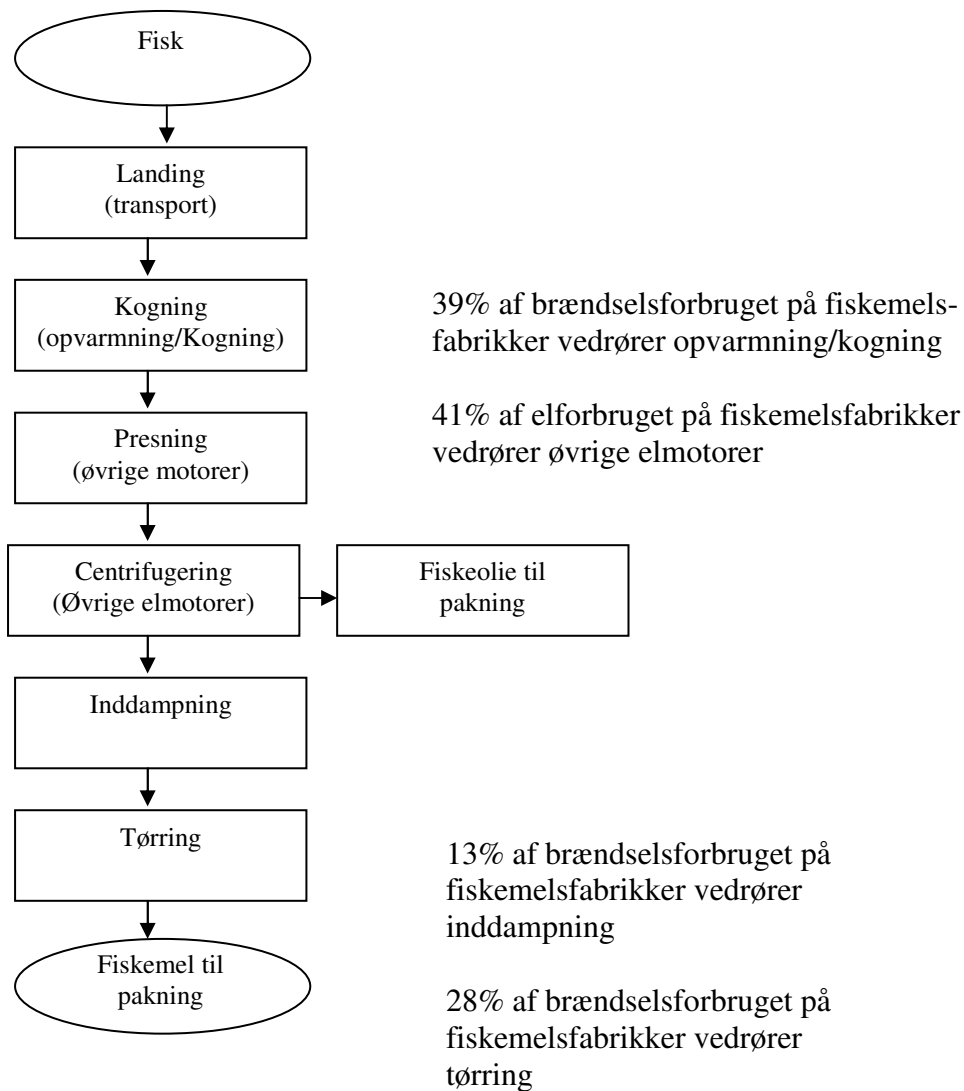 Fisk
Landing
(transport)
Kogning
(opvarmning/Kogning)
39% af brændselsforbruget på fiskemels-
fabrikker vedrører opvarmning/kogning
41% af elforbruget på fiskemelsfabrikker
vedrører øvrige elmotorer
Presning
(øvrige motorer)
Centrifugering
(Øvrige elmotorer)
Fiskeolie til
pakning
Inddampning
Tørring
13% af brændselsforbruget på
fiskemelsfabrikker vedrører
inddampning
Fiskemel til
pakning
28% af brændselsforbruget på
fiskemelsfabrikker vedrører
tørring